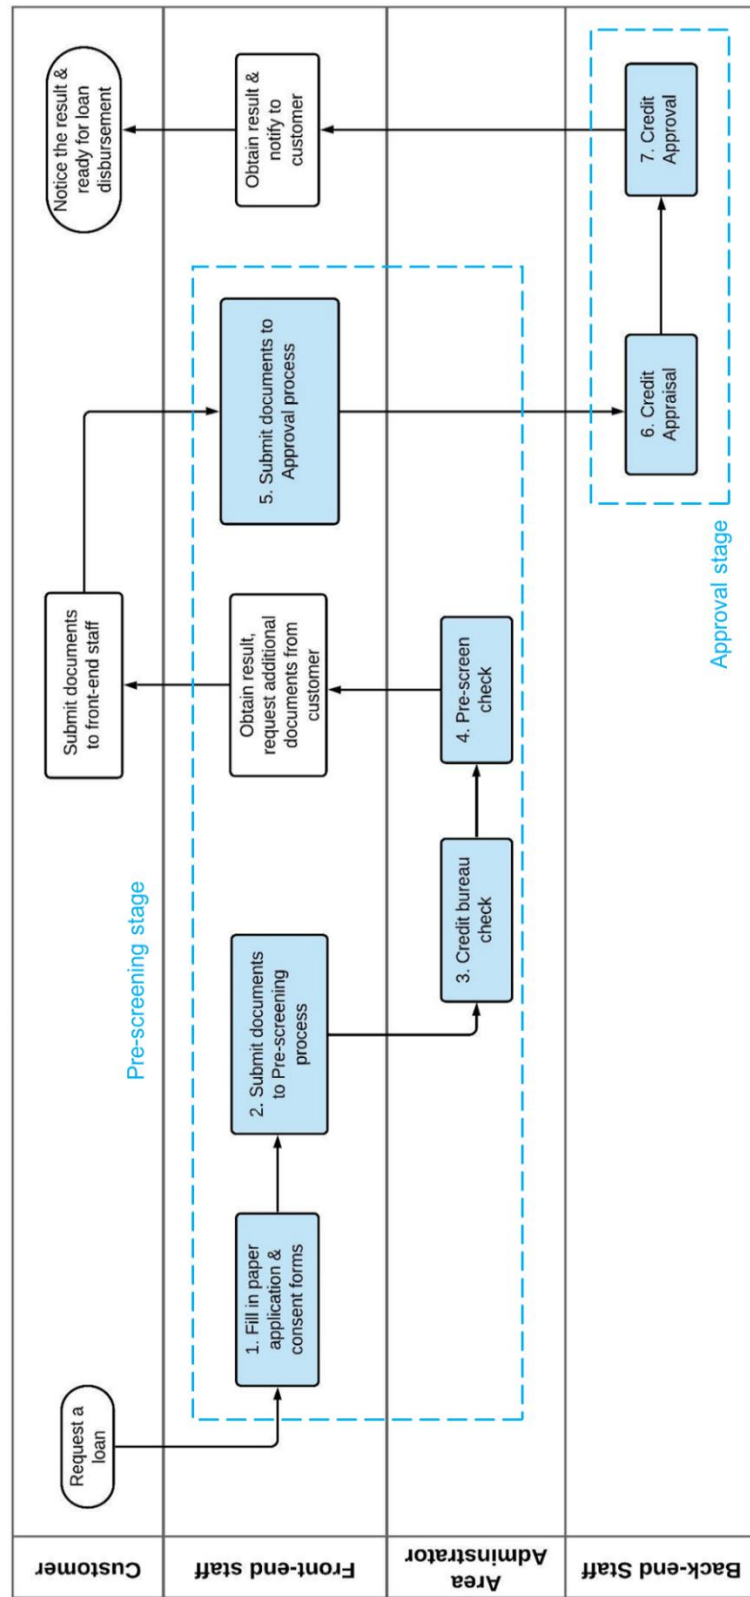 Customer
Front-end staff
Area
Adminstrator
Back-end Staff
Request a
loan
1. Fill in paper
application &
consent forms
2. Submit documents
to Pre-screening
process
3. Credit bureau
check
4. Pre-screen
check
Obtain result,
request additional
documents from
customer
Submit documents
to front-end staff
5. Submit documents to
Approval process
6. Credit
Appraisal
7. Credit
Approval
Obtain result &
notify to
customer
Notice the result &
ready for loan
disbursement
Pre-screening stage
Approval stage